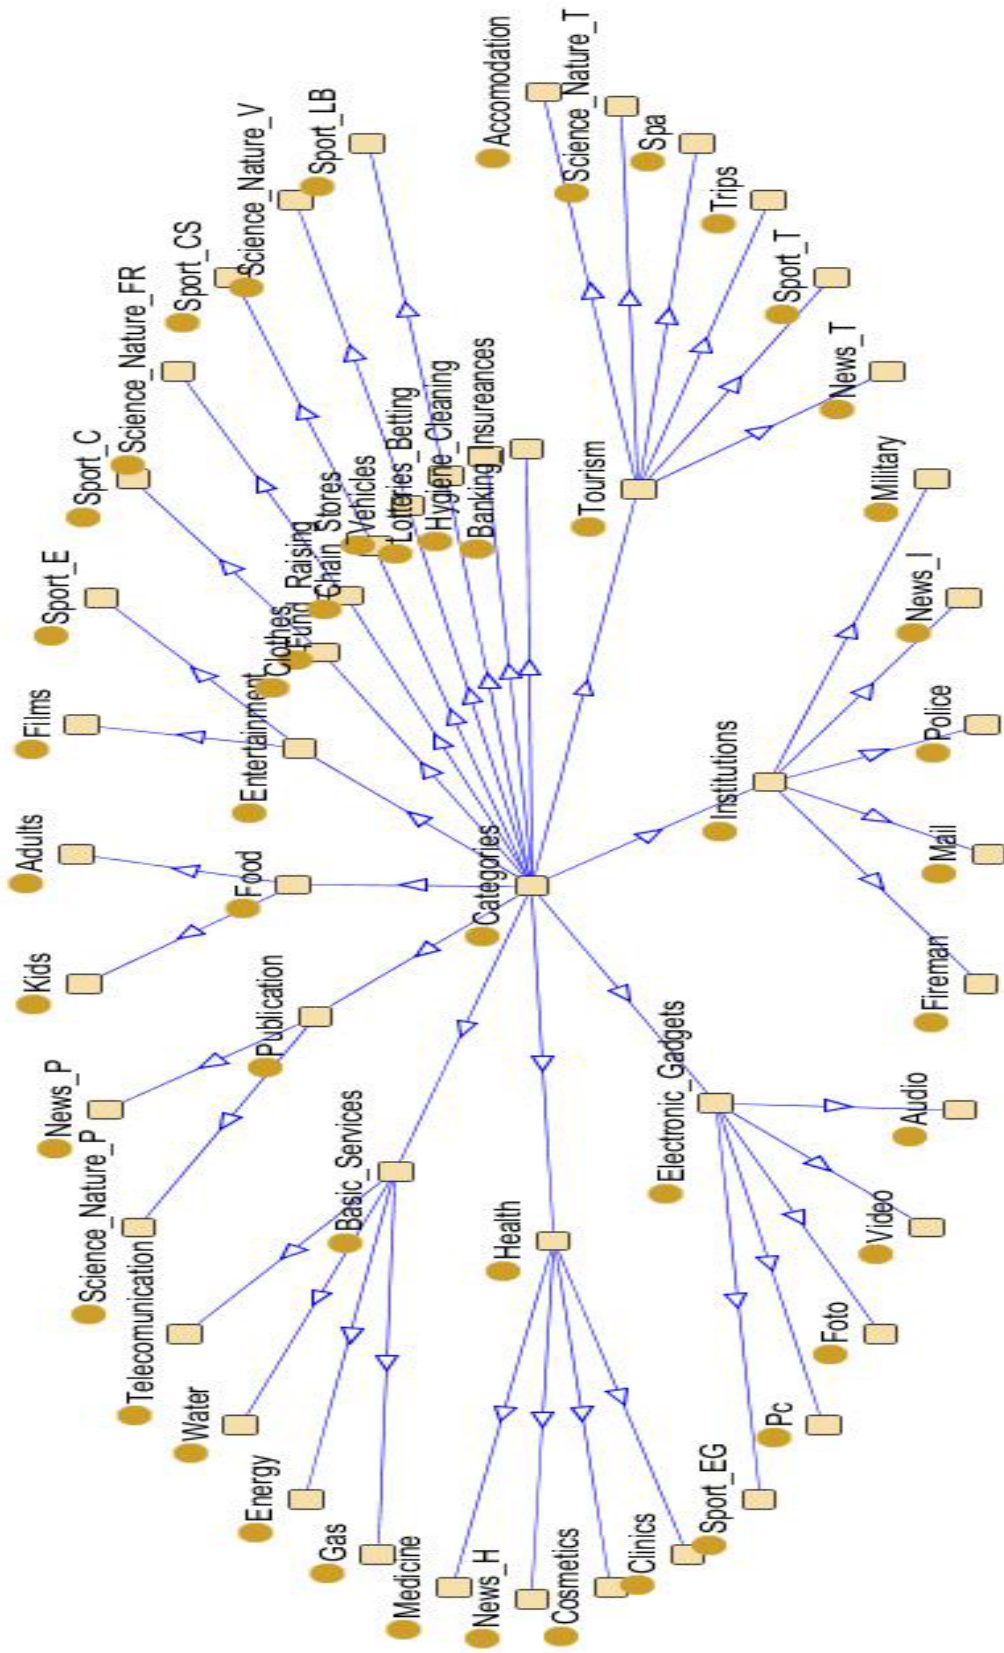 Adults
Films
Kids
Sport_E
News_P
Sport_C
Science_Nature_P
Science_Nature_FR
Telecomunication
Sport_CS
Water
Food
Science_Nature_V
Entertainment
Energy
Publication
Clothes
Fund_Raising
Sport_LB
Chain_Stores
Gas
Basic_Services
Vehicles
Lotteries_Betting
Medicine
Hygiene_Cleaning
Banking_Insureances
News_H
Categories
Accomodation
Health
Cosmetics
Science_Nature_T
Tourism
Clinics
Spa
Electronic_Gadgets
Sport_EG
Trips
Institutions
Pc
Sport_T
Foto
News_T
Video
Military
Audio
News_I
Fireman
Police
Mail